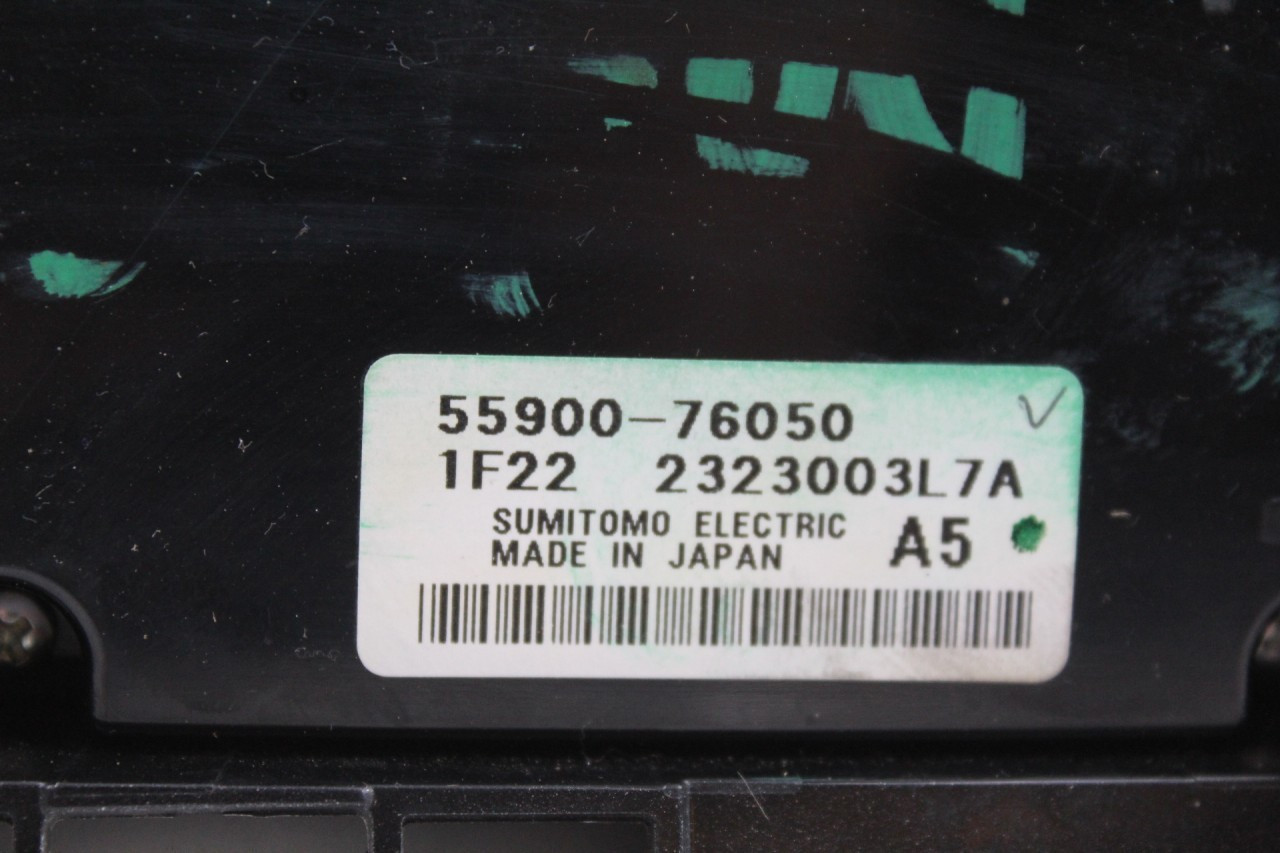 55900-76050
1F22 2323003L7A
SUMITOMO ELECTRIC
MADE IN JAPAN A5